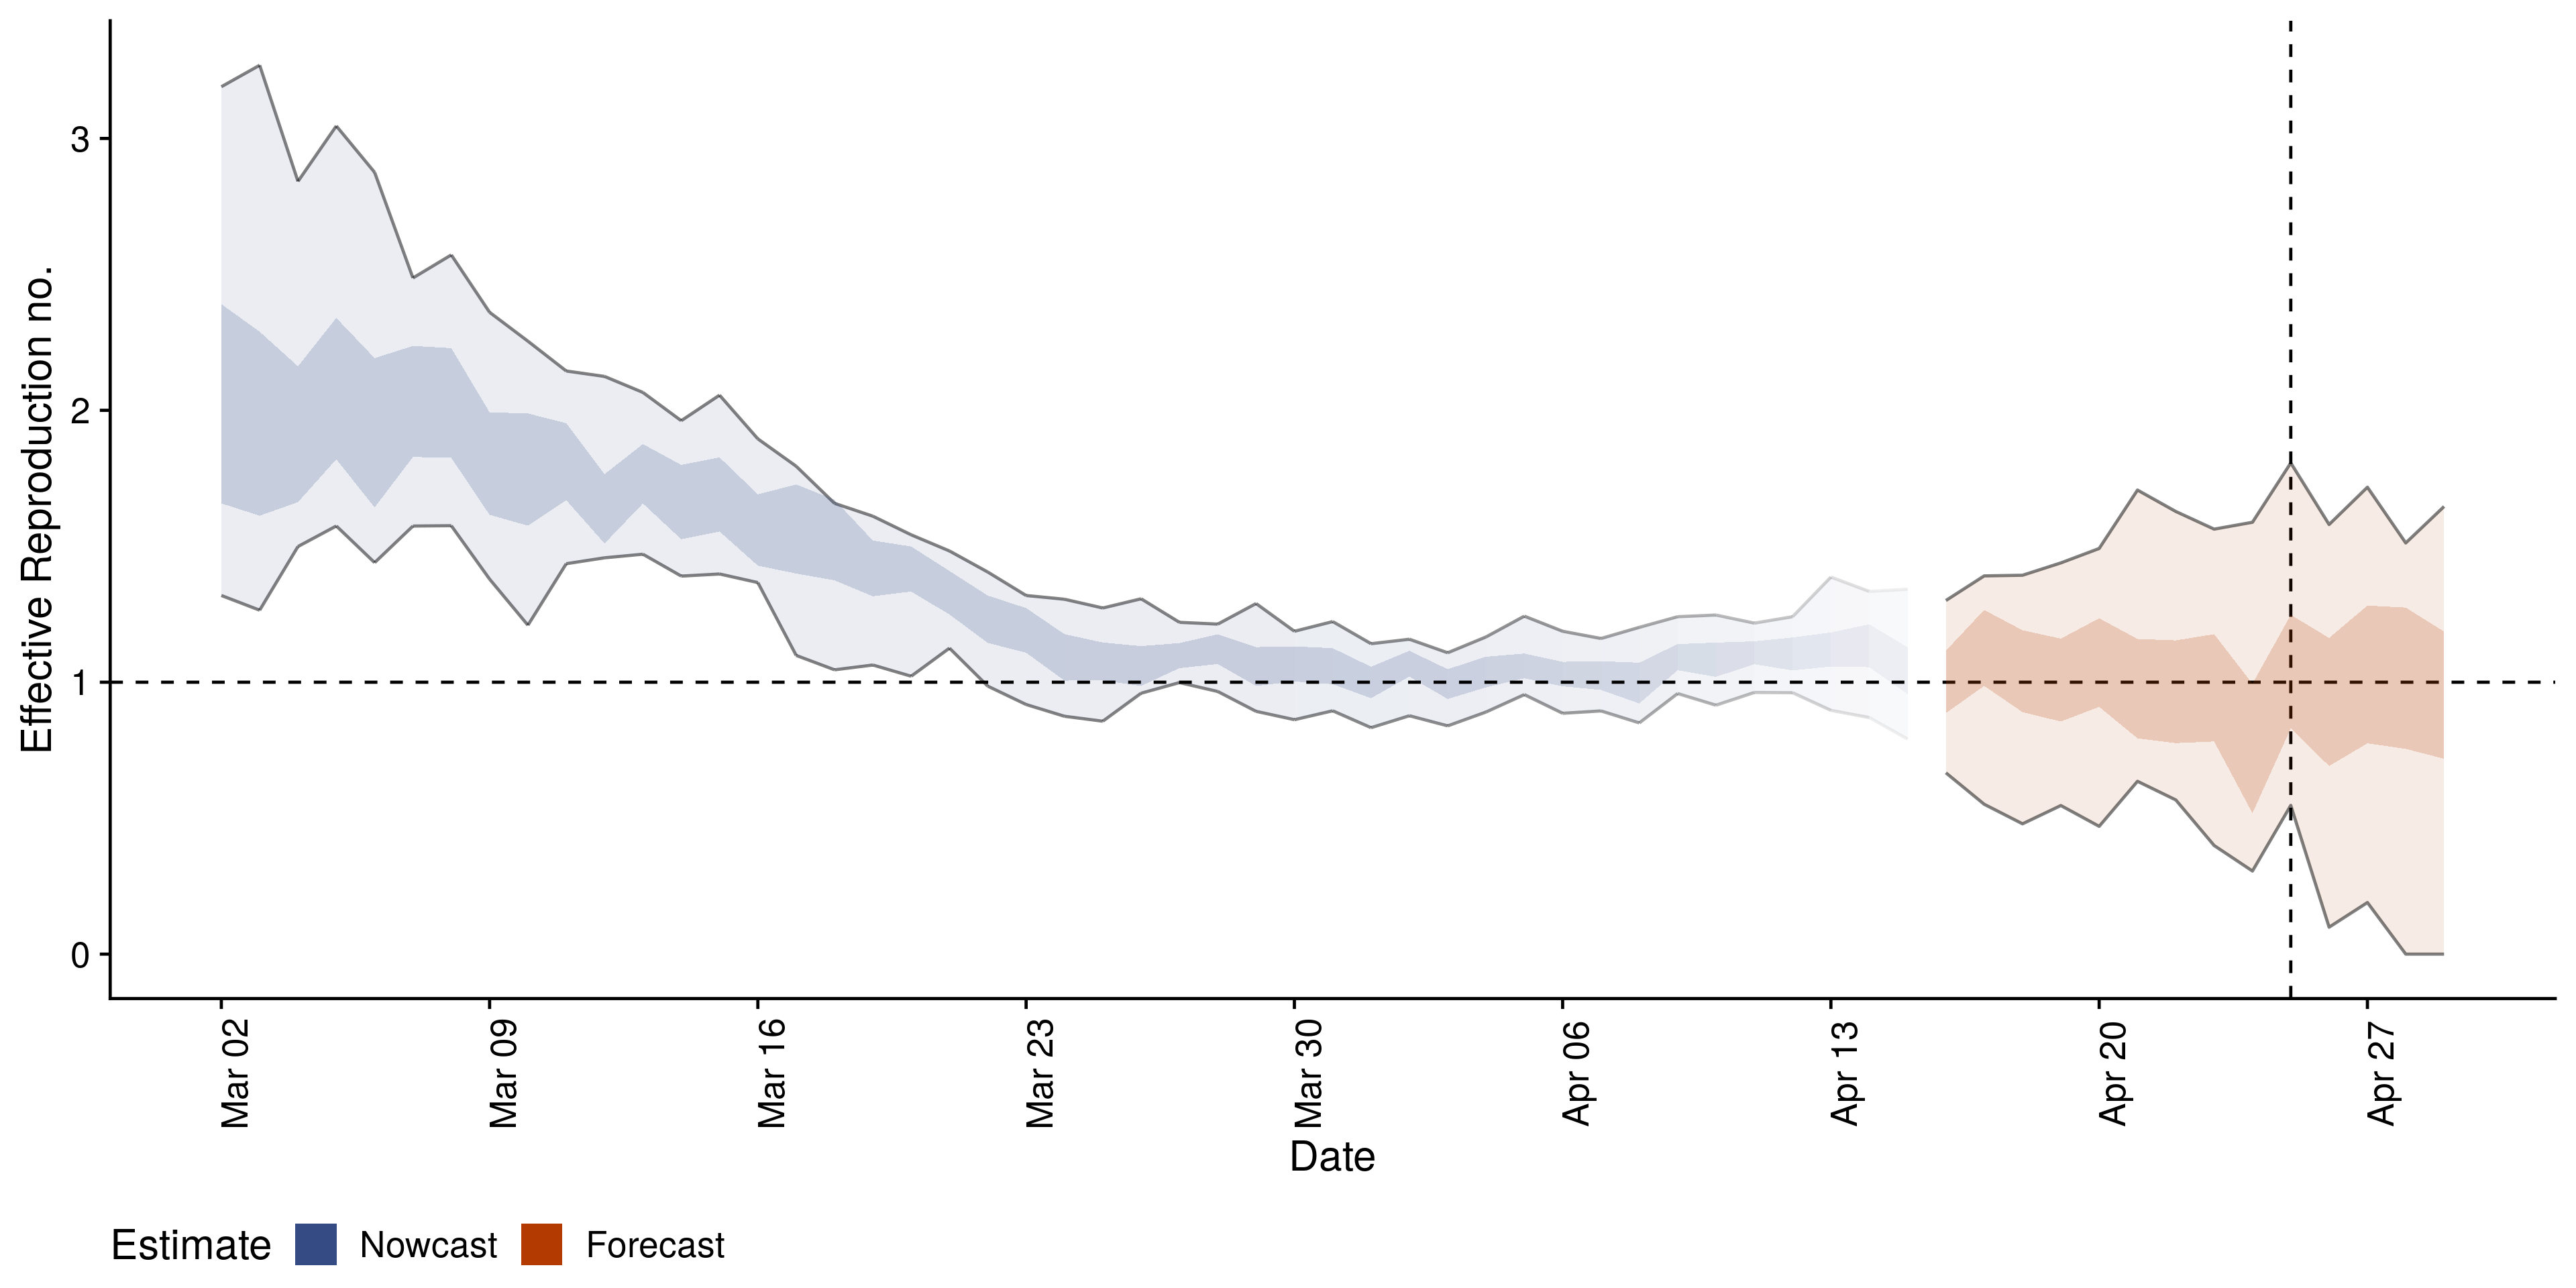 Effective Reproduction no.
3
2
1
0
Mar 02
Mar 09
Mar 16
Mar 23
Mar 30
Apr 06
Apr 13
Apr 20
Apr 27
Date
Estimate Nowcast Forecast